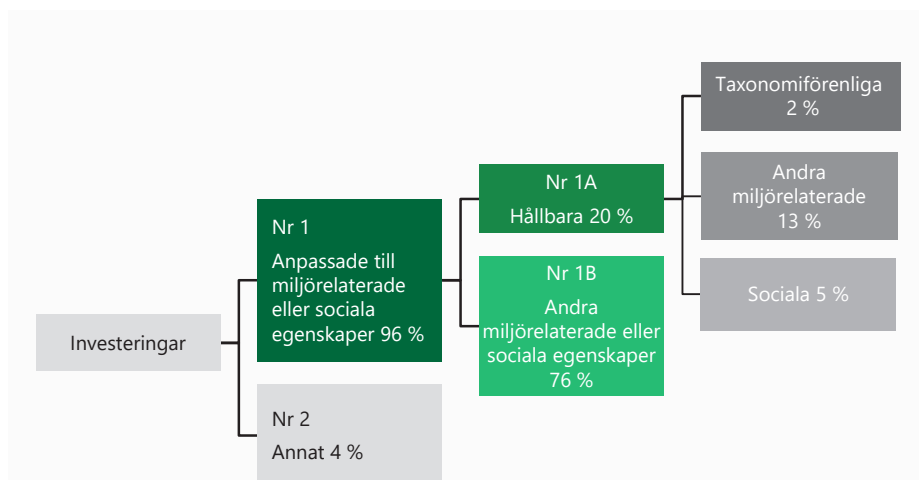 Investeringar
Nr 1
Anpassade till
miljörelaterade
eller sociala
egenskaper 96 %
Nr 2
Annat 4 %
Nr 1A
Hållbara 20 %
Nr 1B
Andra
miljörelaterade eller
sociala egenskaper
76 %
Taxonomiförenliga
2 %
Andra
miljörelaterade
13 %
Sociala 5 %